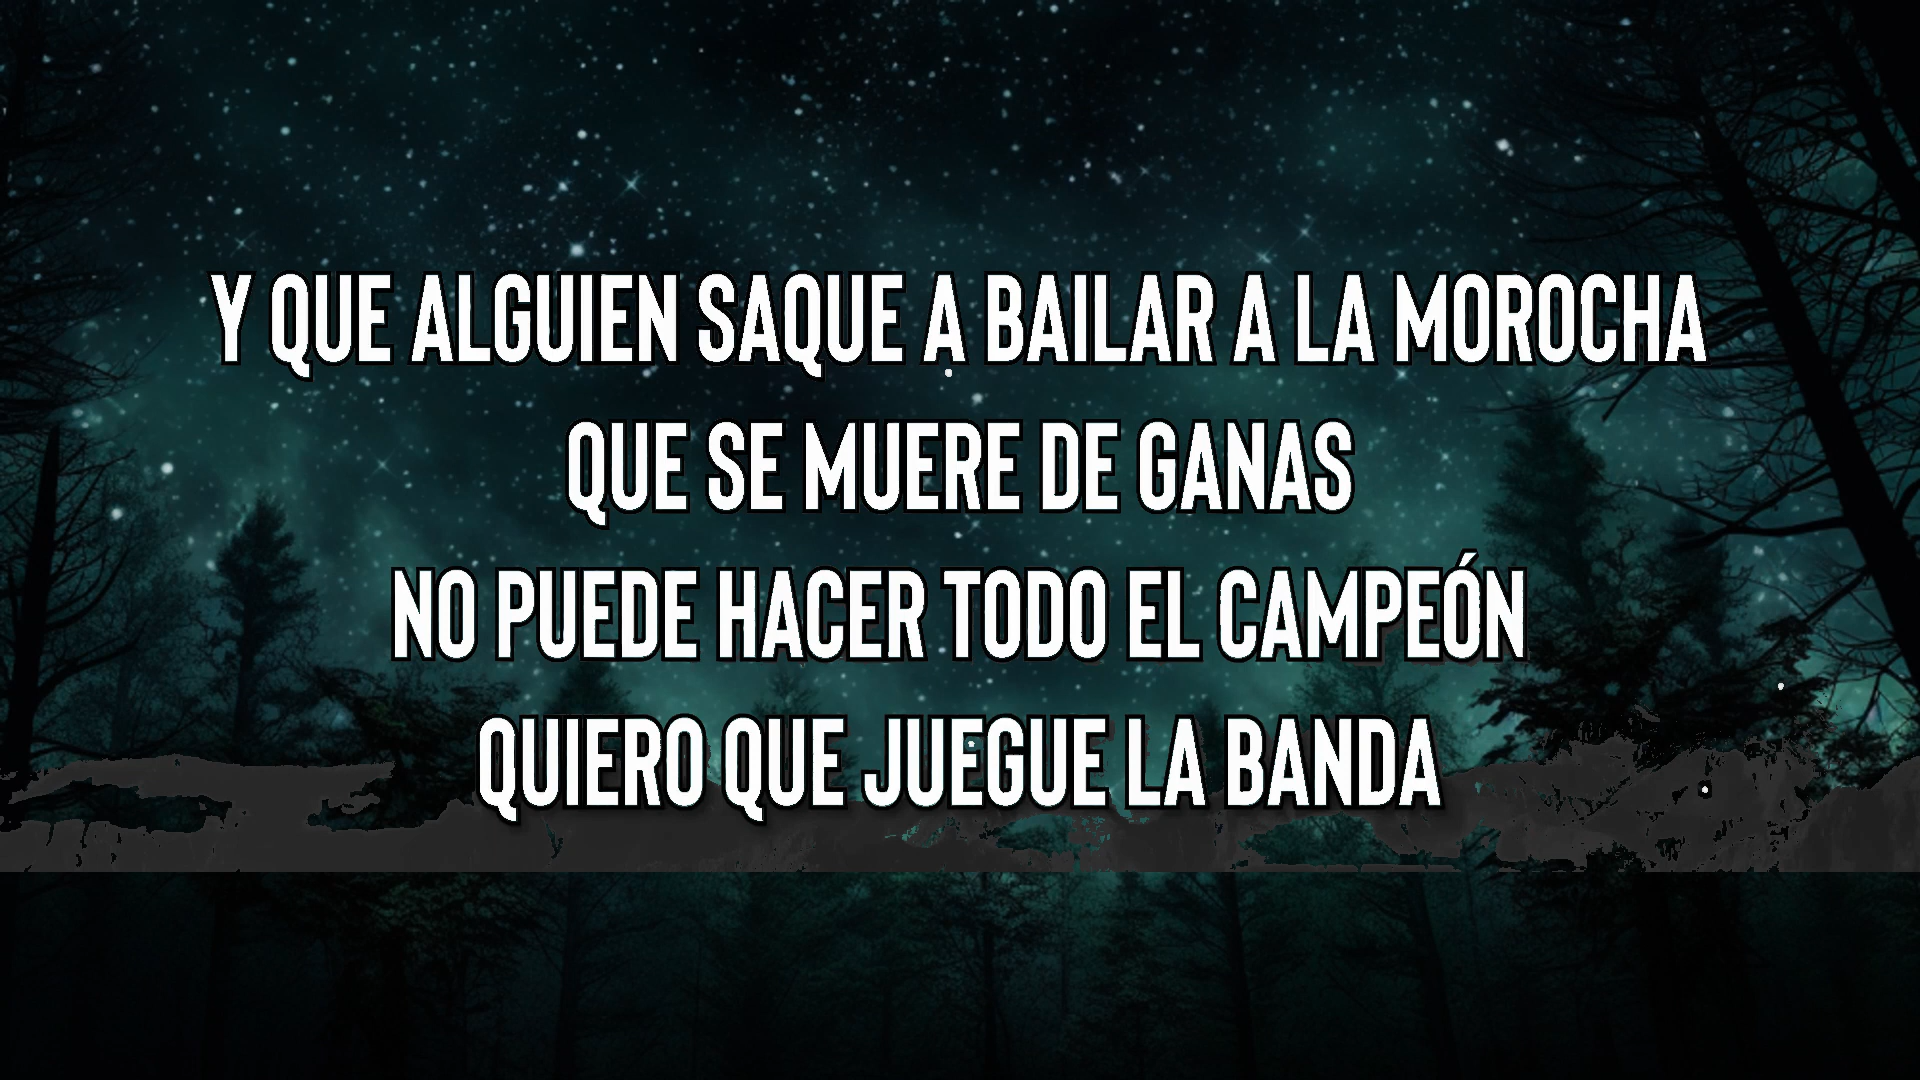 Y QUE ALGUIEN SAQUE A BAILAR A LA MOROCHA
QUE SE MUERE DE GANAS
NO PUEDE HACER TODO EL CAMPEÓN
QUIERO QUE JUEGUE LA BANDA